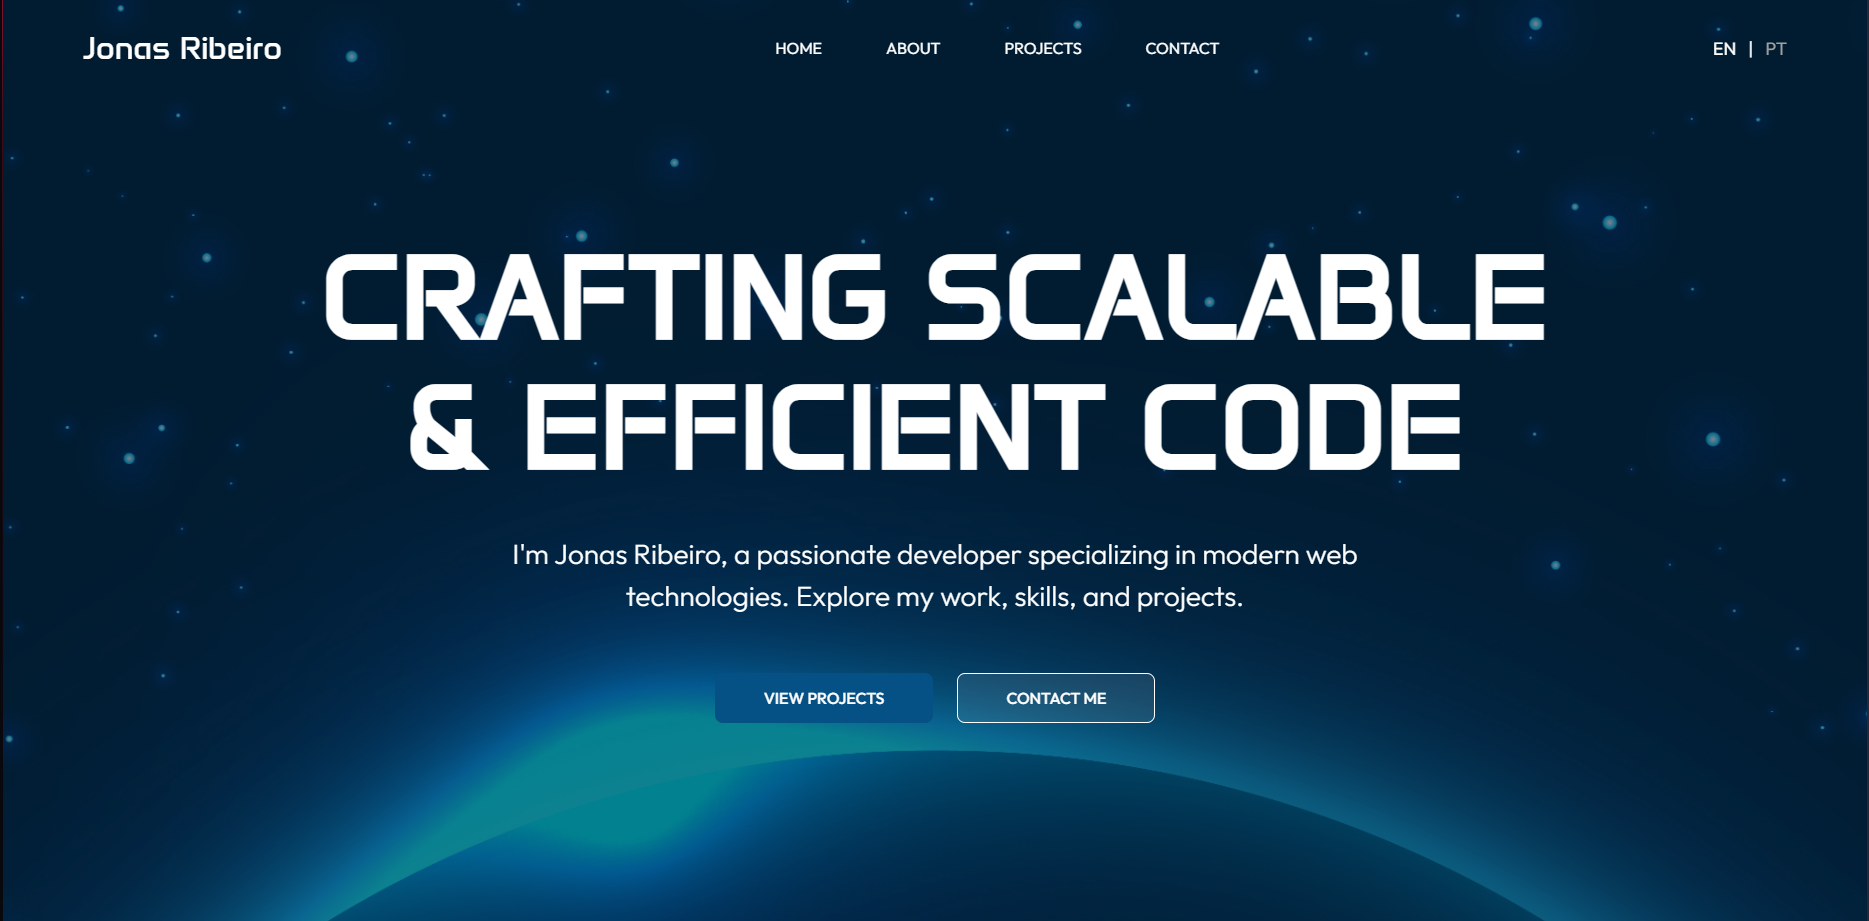 Jonas Ribeiro
HOME ABOUT PROJECTS CONTACT
EN | PT
CRAFTING SCALABLE
& EFFICIENT CODE
I'm Jonas Ribeiro, a passionate developer specializing in modern web
technologies. Explore my work, skills, and projects.
VIEW PROJECTS CONTACT ME